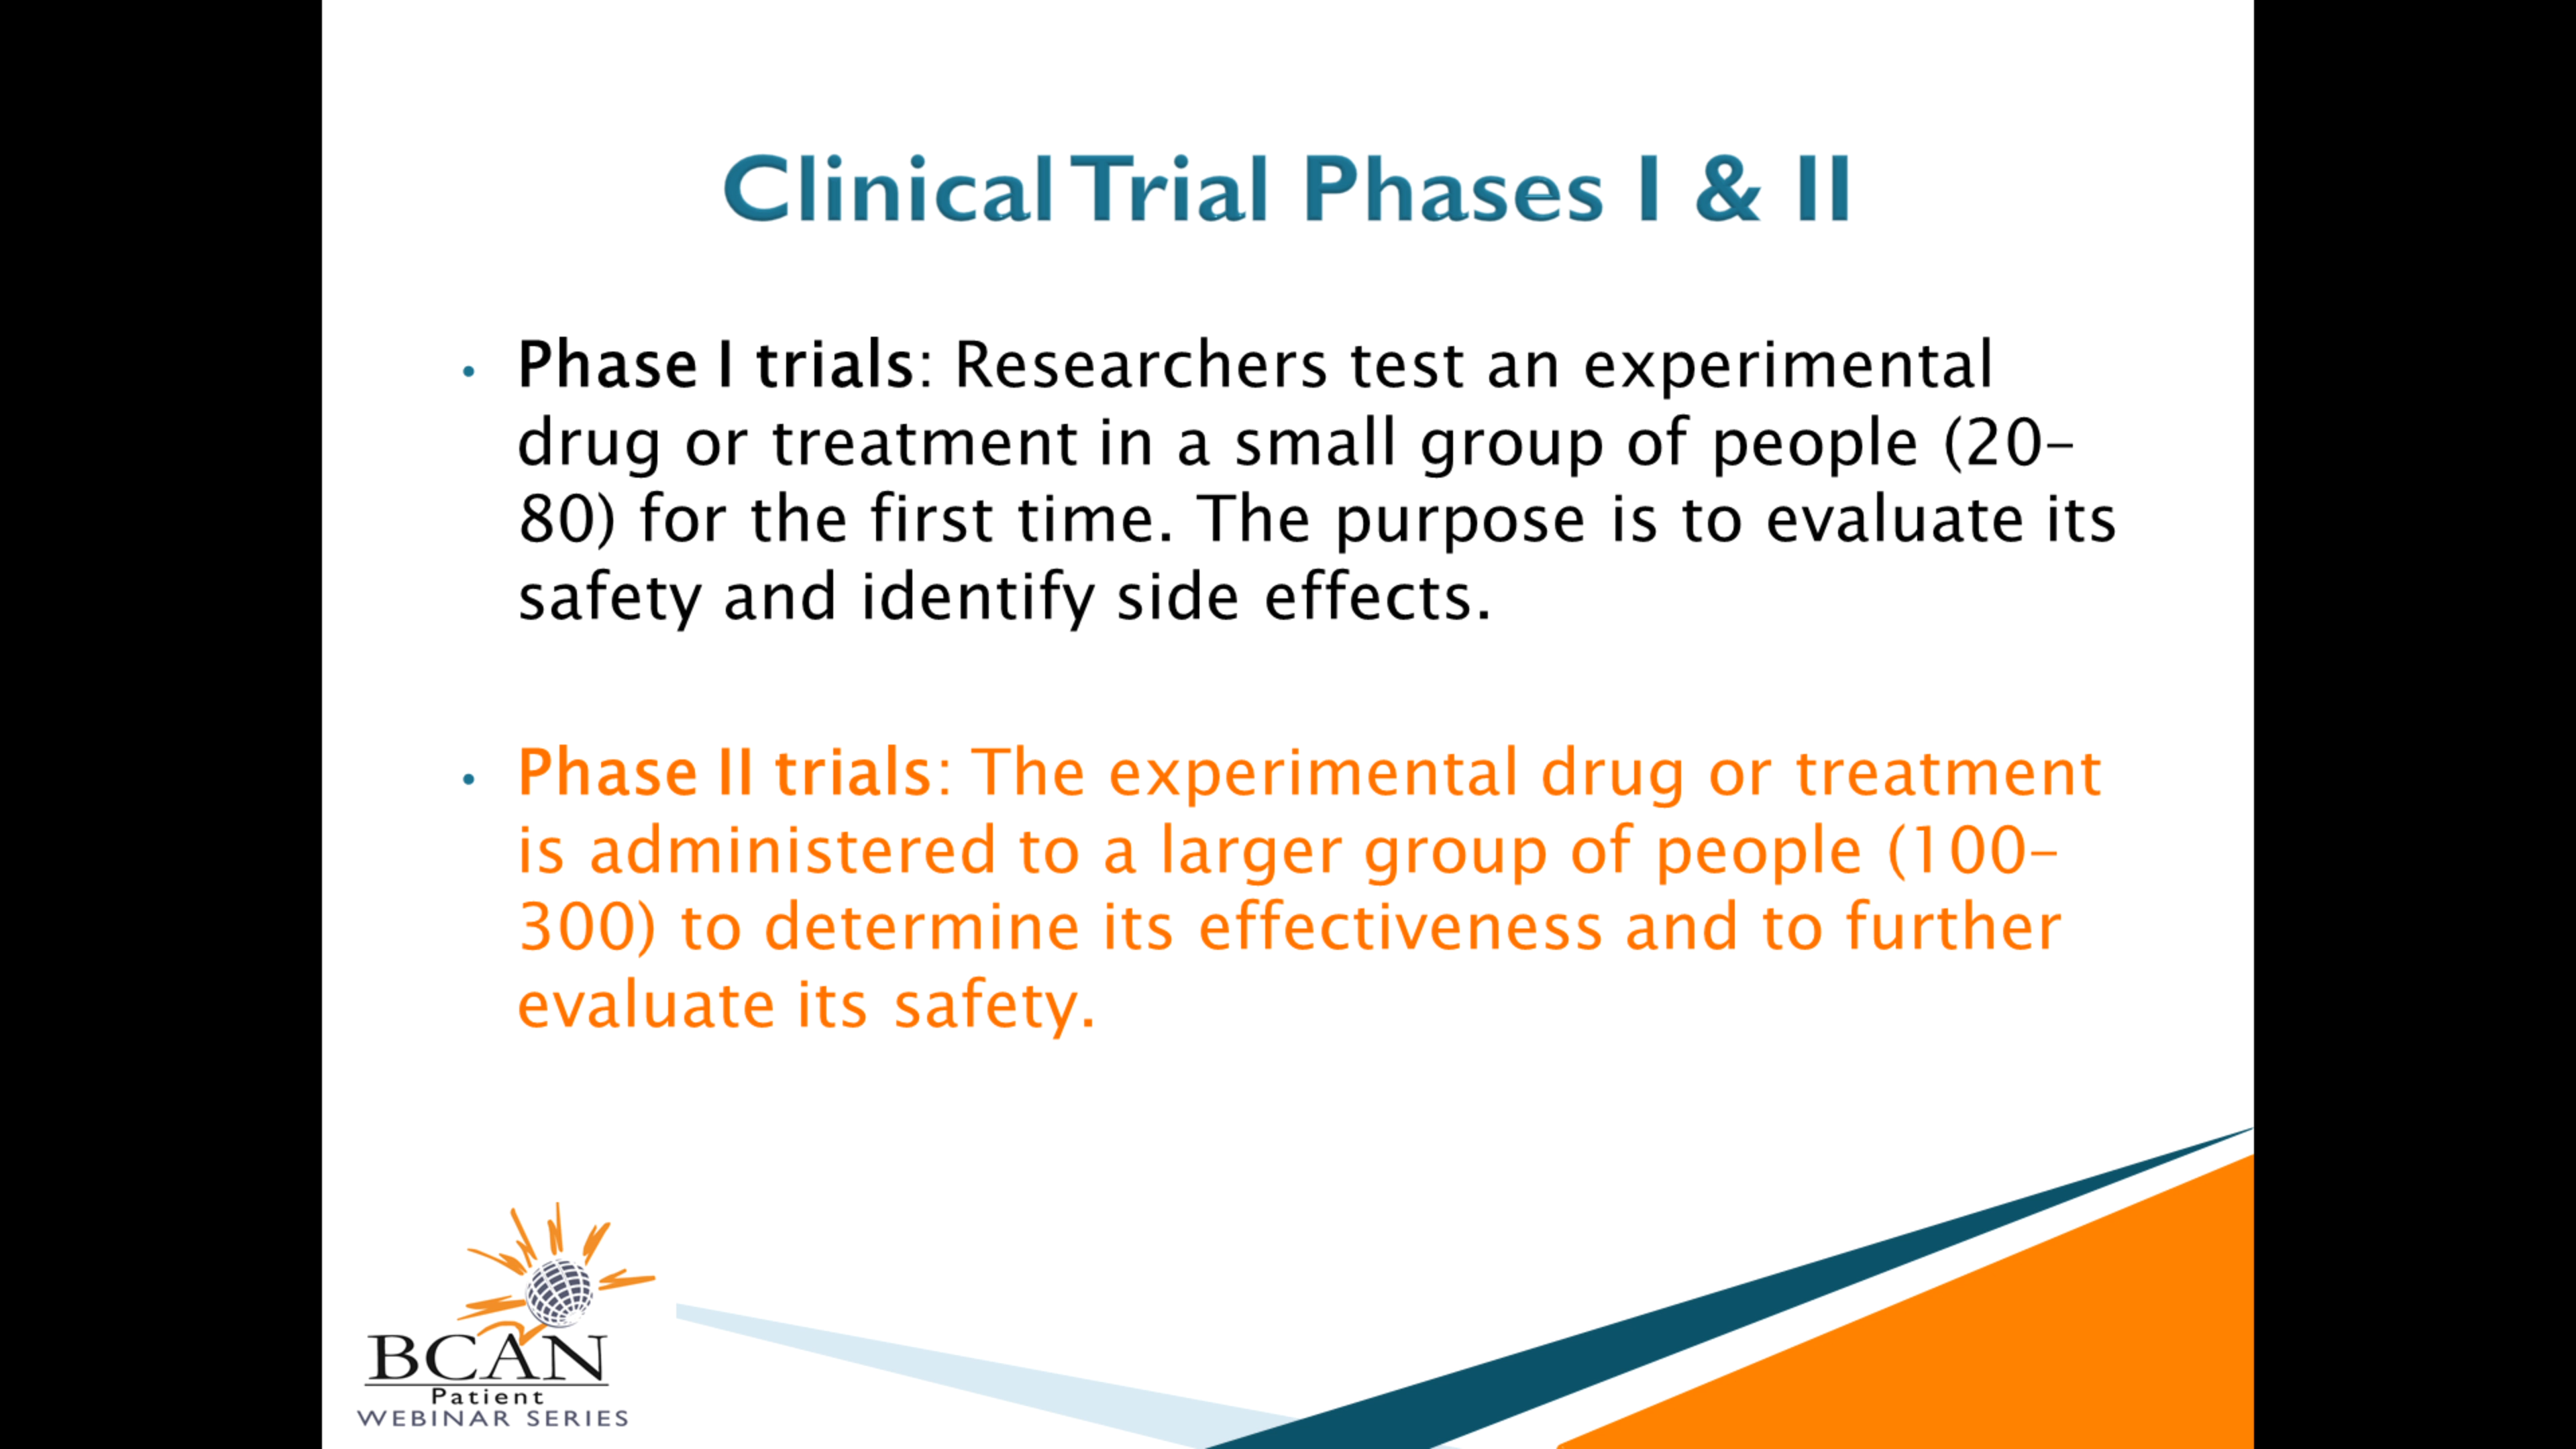 Clinical Trial Phases I & II
• Phase I trials: Researchers test an experimental
drug or treatment in a small group of people (20–
80) for the first time. The purpose is to evaluate its
safety and identify side effects.
• Phase II trials: The experimental drug or treatment
is administered to a larger group of people (100–
300) to determine its effectiveness and to further
evaluate its safety.
BCAN
Patient
WEBINAR SERIES